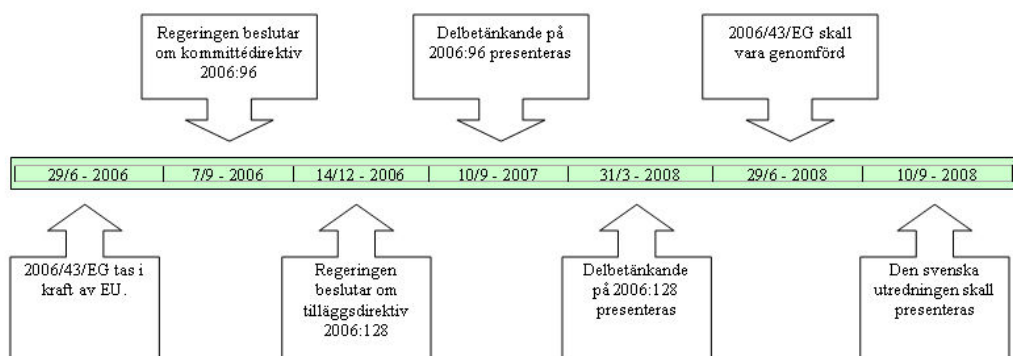 Regeringen beslutar
om kommittédirektiv
2006:96
Delbetänkande på
2006:96 presenteras
2006/43/EG skall
vara genomförd
29/6 - 2006
7/9 - 2006
14/12 - 2006
10/9 - 2007
31/3 - 2008
29/6 - 2008
10/9 - 2008
2006/43/EG tas i
kraft av EU.
Regeringen
beslutar om
tilläggsdirektiv
2006:128
Delbetänkande
på 2006:128
presenteras
Den svenska
utredningen skall
presenteras